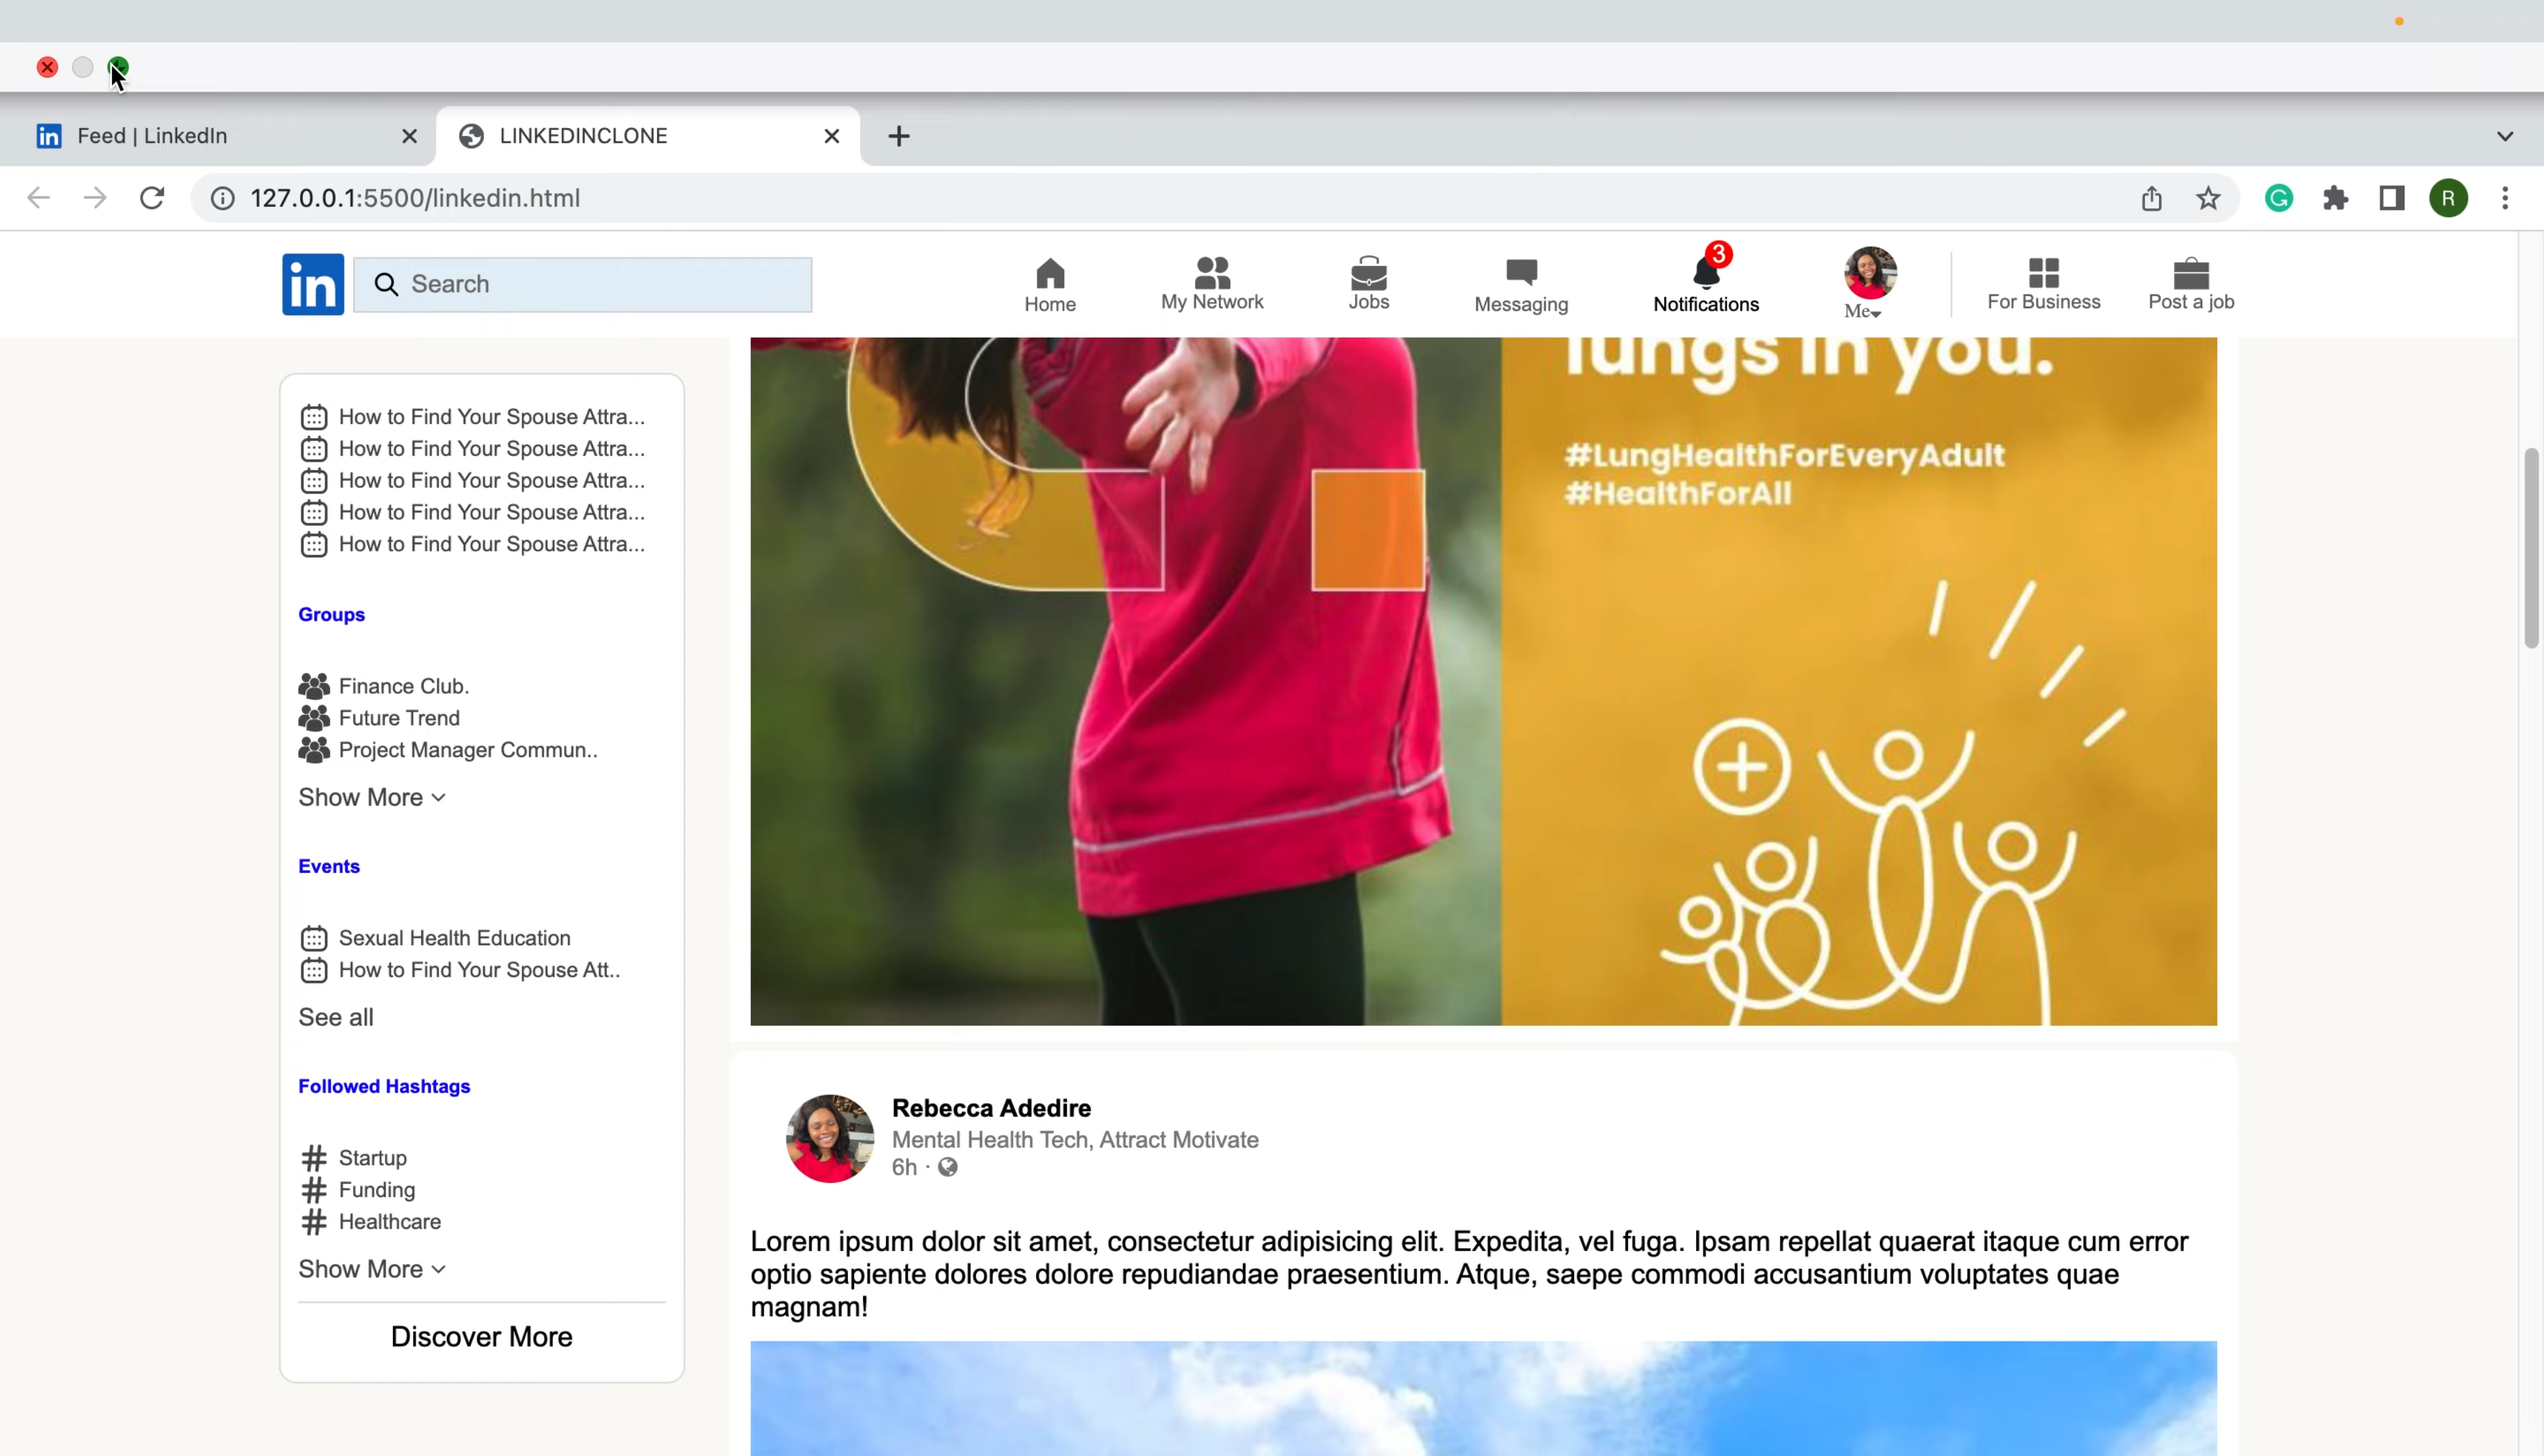 Feed | LinkedIn
LINKEDINCLONE
127.0.0.1:5500/linkedin.html
R
in
Search
Home
My Network
Jobs
Messaging
3
Notifications
Me
For Business
Post a job
How to Find Your Spouse Attra...
How to Find Your Spouse Attra...
How to Find Your Spouse Attra...
How to Find Your Spouse Attra...
How to Find Your Spouse Attra...
Groups
Finance Club.
Future Trend
Project Manager Commun..
Show More
Events
Sexual Health Education
How to Find Your Spouse Att..
See all
Followed Hashtags
# Startup
# Funding
# Healthcare
Show More
Discover More
lungs in you.
#LungHealthForEveryAdult
#HealthForAll
Rebecca Adedire
Mental Health Tech, Attract Motivate
6h ·
Lorem ipsum dolor sit amet, consectetur adipisicing elit. Expedita, vel fuga. Ipsam repellat quaerat itaque cum error
optio sapiente dolores dolore repudiandae praesentium. Atque, saepe commodi accusantium voluptates quae
magnam!